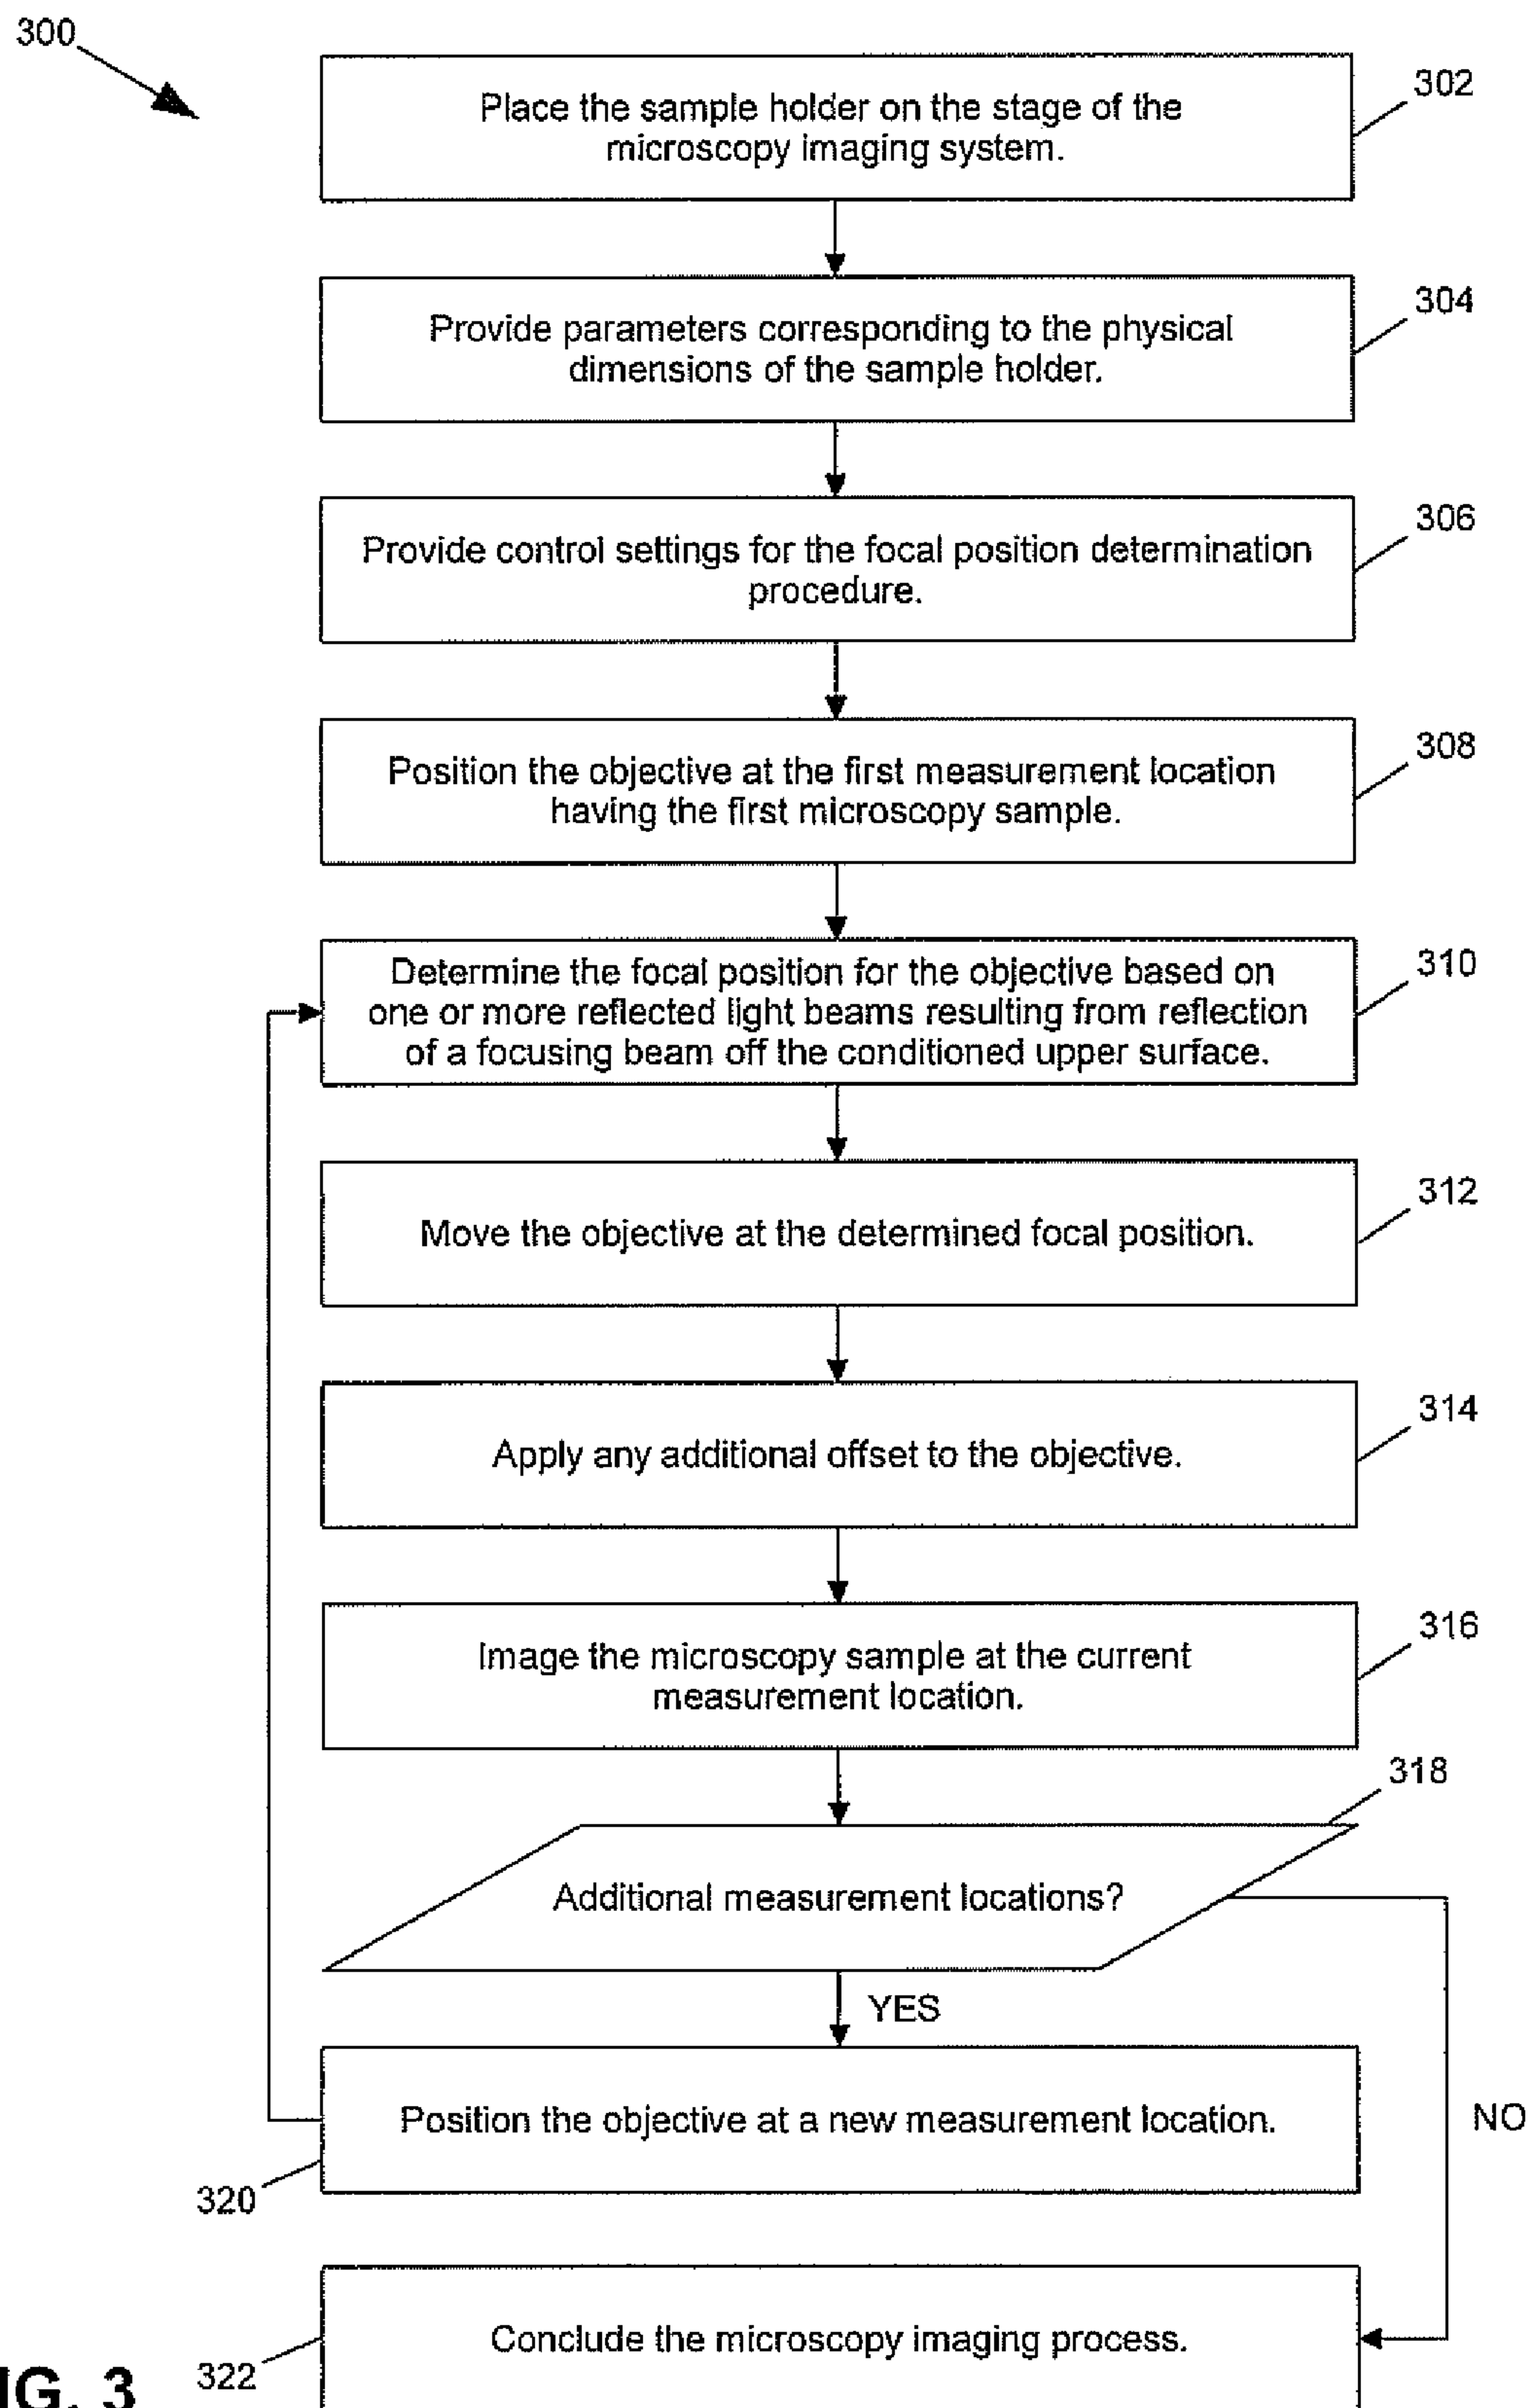 300
302
Place the sample holder on the stage of the
microscopy imaging system.
304
Provide parameters corresponding to the physical
dimensions of the sample holder.
306
Provide control settings for the focal position determination
procedure.
308
Position the objective at the first measurement location
having the first microscopy sample.
310
Determine the focal position for the objective based on
one or more reflected light beams resulting from reflection
of a focusing beam off the conditioned upper surface.
312
Move the objective at the determined focal position.
314
Apply any additional offset to the objective.
316
Image the microscopy sample at the current
measurement location.
318
Additional measurement locations?
YES
Position the objective at a new measurement location.
NO
320
Conclude the microscopy imaging process.
322
IG. 3